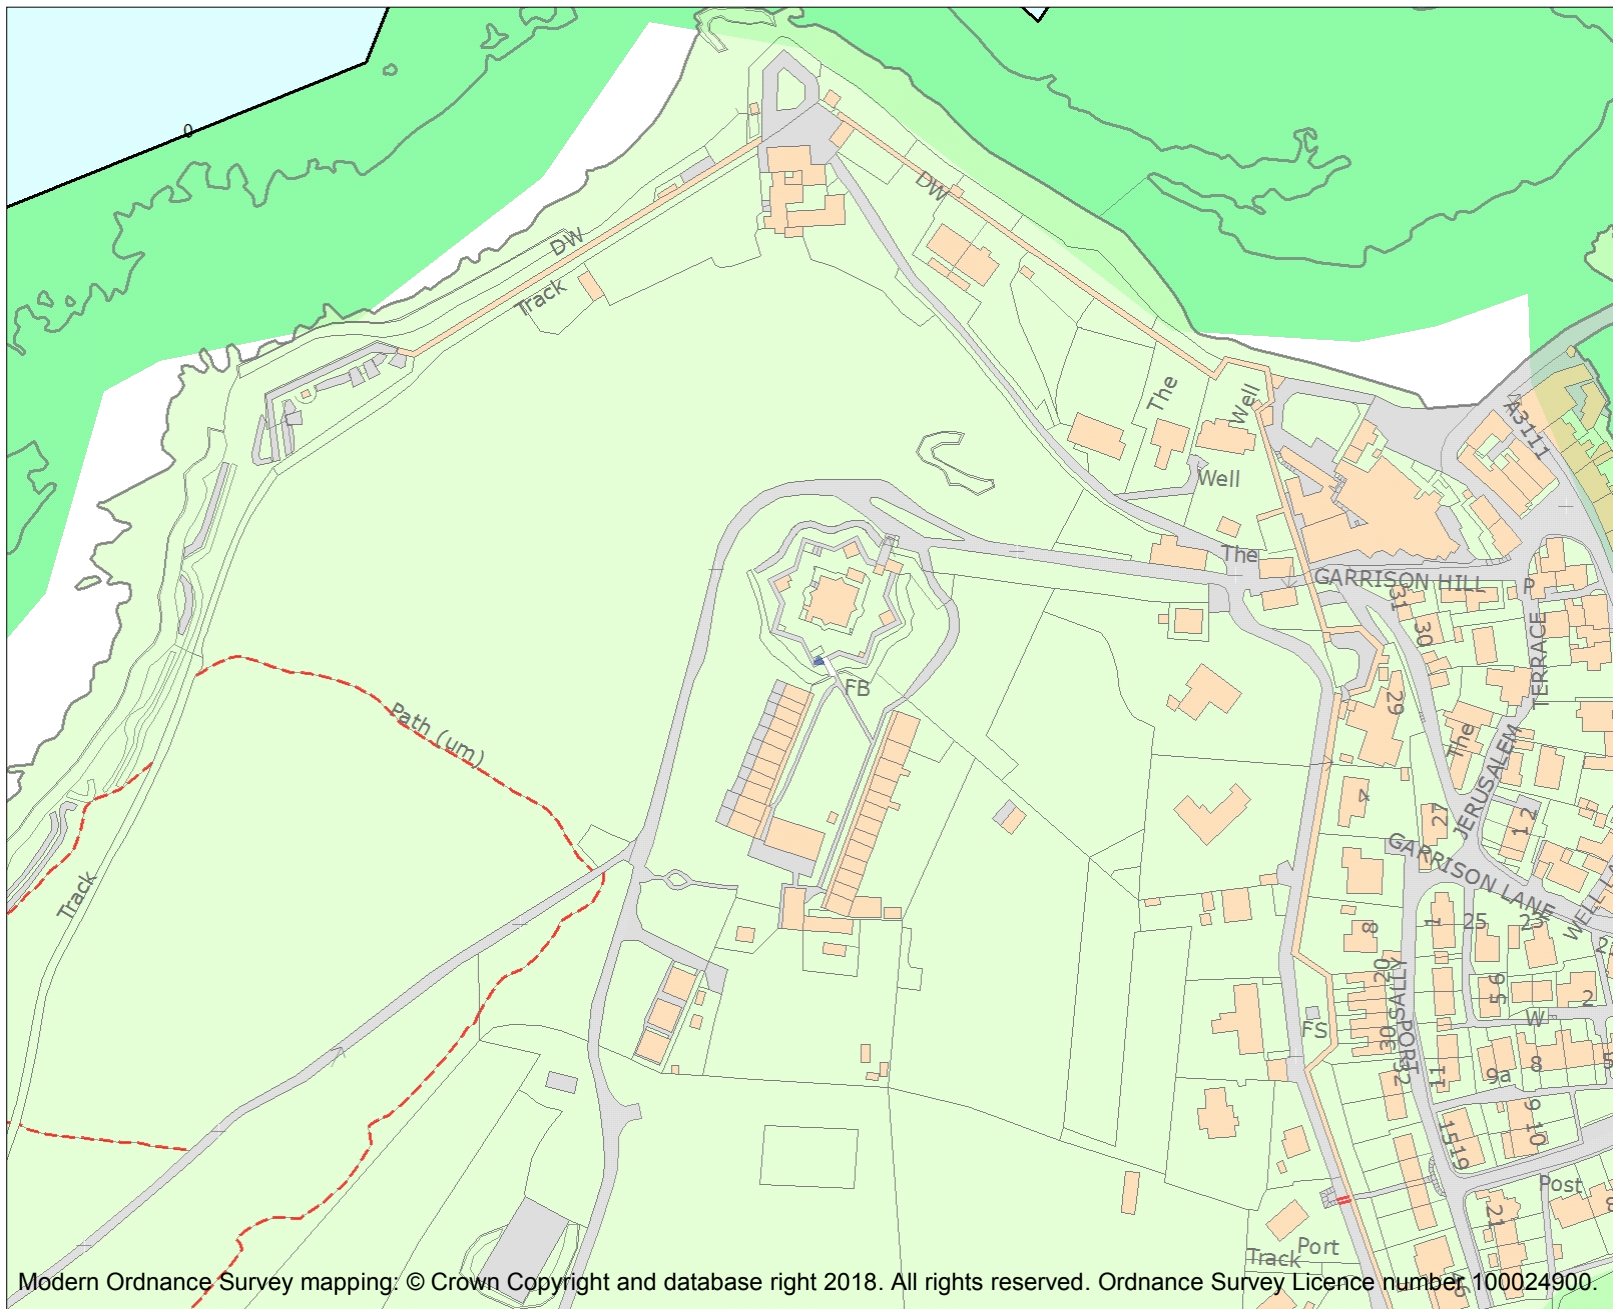 0
DW
DW
Track
The
Well
A3111
Well
The
GARRISON HILL
P
31
30
TERRACE
FB
29
Path (um)
The
JERUSALEM
4
27
1 2
GARRISON LANE
Track
1
25
23
8
20
SALLY
PORT
6
5
2
W
FS
30
32
11
9a
8
9
10
15
19
Post
21
Port
Track
Modern Ordnance Survey mapping: © Crown Copyright and database right 2018. All rights reserved. Ordnance Survey Licence number 100024900.